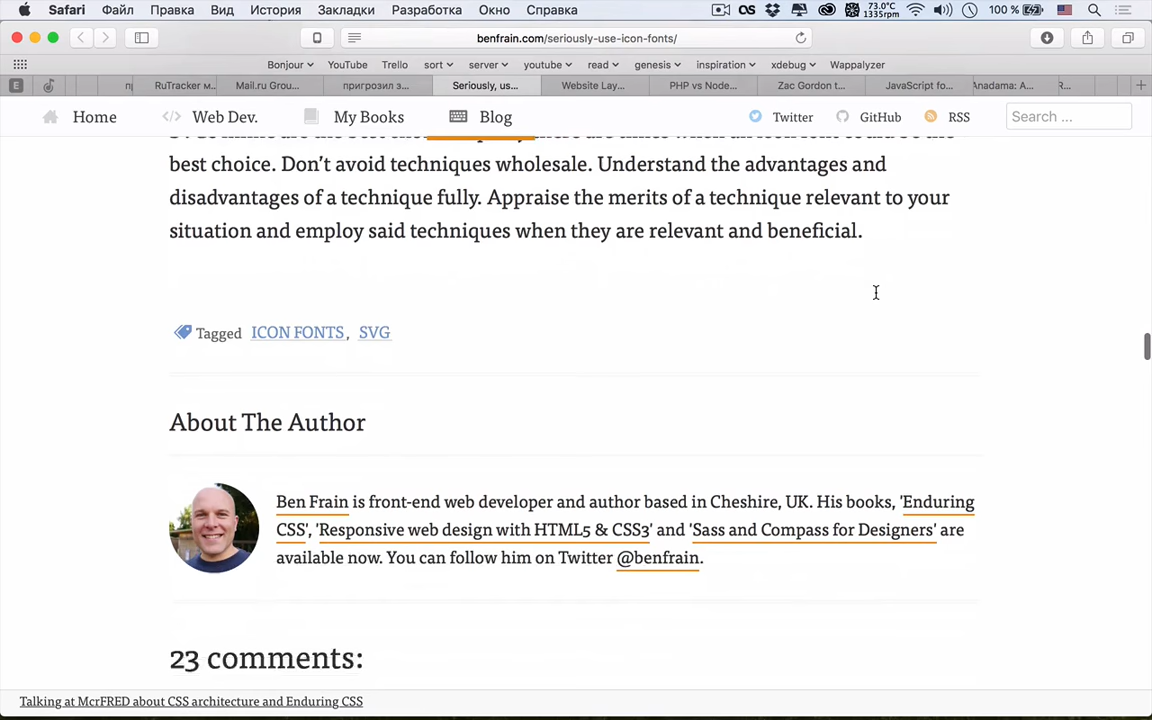 Safari Файл Правка Вид История Закладки Разработка Окно Справка 73.0°C 1335rpm 100 %
benfrain.com/seriously-use-icon-fonts/
Bonjour YouTube Trello sort server youtube read genesis inspiration xdebug Wappalyzer
RuTracker м... Mail.ru Grou... пригрозил з... Seriously, us... Website Lay... PHP vs Node... Zac Gordon t... JavaScript fo... Anadama: A... R...
Home Web Dev. My Books Blog Twitter GitHub RSS Search ...
best choice. Don’t avoid techniques wholesale. Understand the advantages and
disadvantages of a technique fully. Appraise the merits of a technique relevant to your
situation and employ said techniques when they are relevant and beneficial.
Tagged ICON FONTS, SVG
About The Author
Ben Frain is front-end web developer and author based in Cheshire, UK. His books, 'Enduring
CSS', 'Responsive web design with HTML5 & CSS3' and 'Sass and Compass for Designers' are
available now. You can follow him on Twitter @benfrain.
23 comments:
Talking at McrFRED about CSS architecture and Enduring CSS